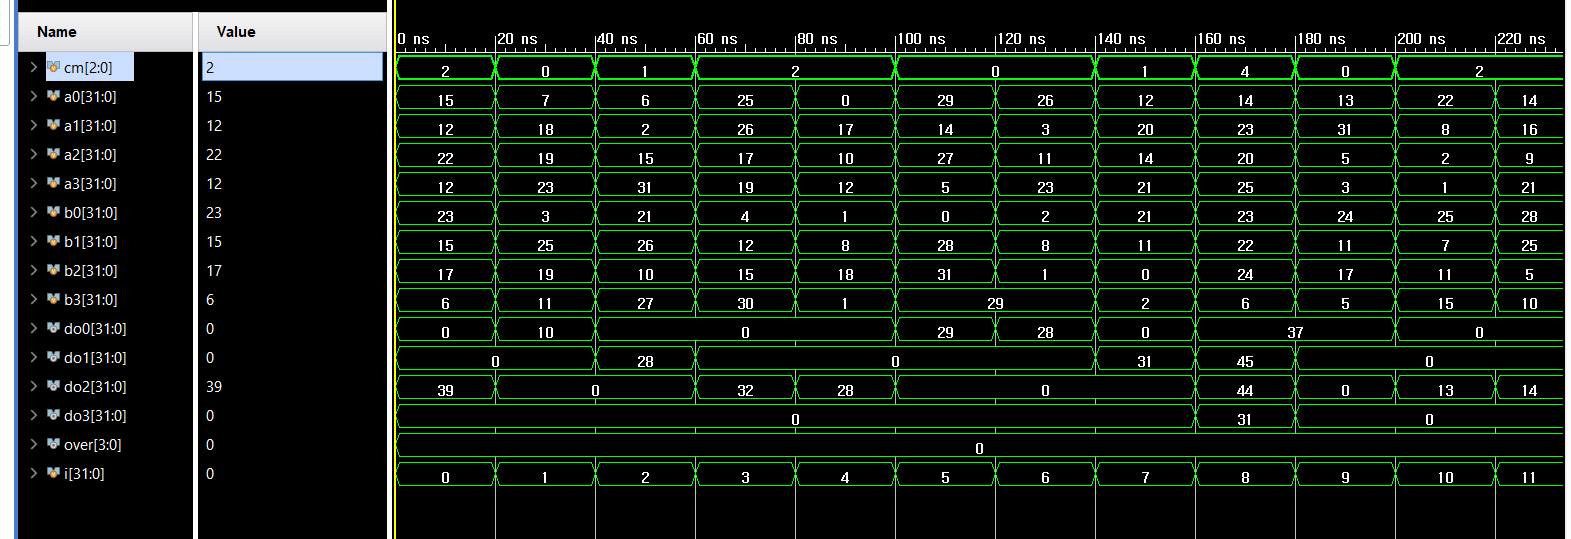 Name Value 0 ns 20 ns 40 ns 60 ns 80 ns 100 ns 120 ns 140 ns 160 ns 180 ns 200 ns 220 ns
cm[2:0] 2 2 0 1 2 0 1 4 0 2
a0[31:0] 15 15 7 6 25 0 29 26 12 14 13 22 14
a1[31:0] 12 12 18 2 26 17 14 3 20 23 31 8 16
a2[31:0] 22 22 19 15 17 10 27 11 14 20 5 2 9
a3[31:0] 12 12 23 31 19 12 5 23 21 25 3 1 21
b0[31:0] 23 23 3 21 4 1 0 2 21 23 24 25 28
b1[31:0] 15 15 25 26 12 8 28 8 11 22 11 7 25
b2[31:0] 17 17 19 10 15 18 31 1 0 24 17 11 5
b3[31:0] 6 6 11 27 30 1 29 2 6 5 15 10
do0[31:0] 0 0 10 0 29 28 0 37 0
do1[31:0] 0 0 28 0 31 45 0
do2[31:0] 39 39 0 32 28 0 44 0 13 14
do3[31:0] 0 0 31 0
over[3:0] 0 0
i[31:0] 0 0 1 2 3 4 5 6 7 8 9 10 11